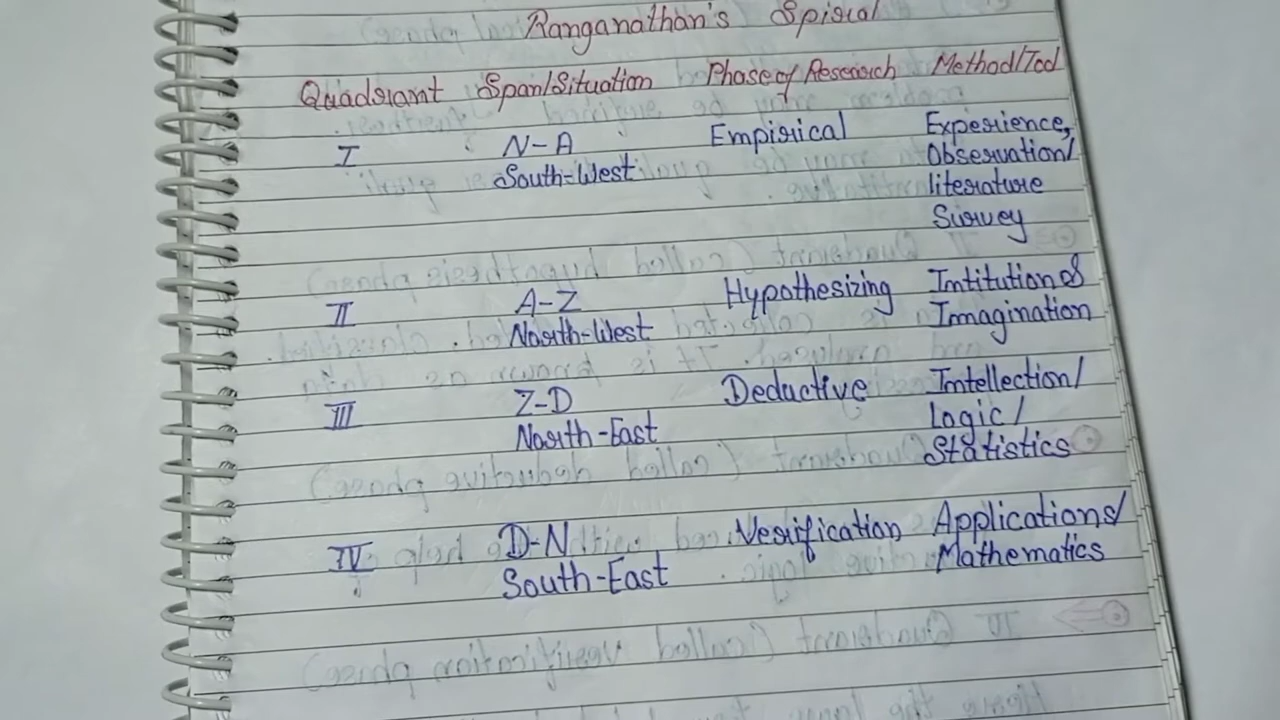 Ranganathan's Spiral
Quadrant Span/Situation Phase of Research Method/Tool
I N-A Empirical Experience,
South-West Observation/
literature
Survey
II A-Z Hypothesizing Intitution &
North-West Imagination
III Z-D Deductive Intellection/
North-East Logic/
Statistics
IV D-N Verification Applications/
South-East Mathematics